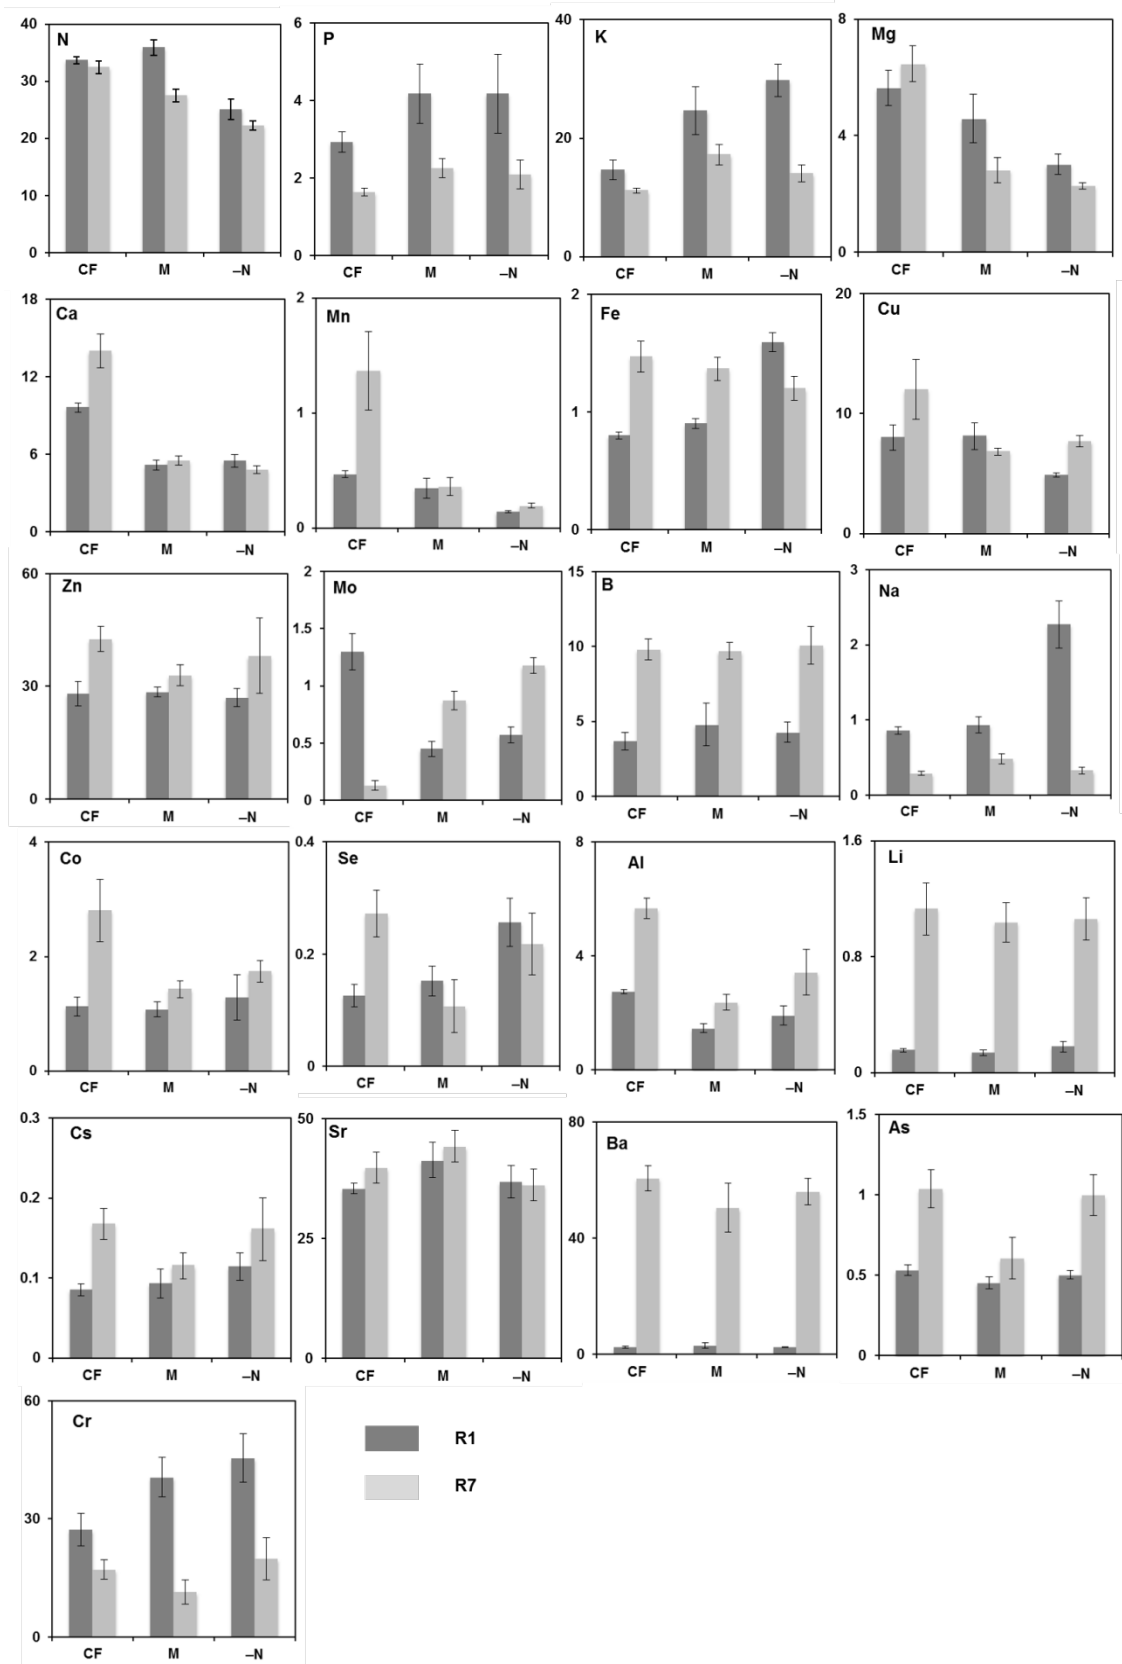 N
40
30
20
10
0
CF M –N
P
6
4
2
0
CF M –N
K
40
20
0
CF M –N
Mg
8
4
0
CF M –N
Ca
18
12
6
0
CF M –N
Mn
2
1
0
CF M –N
Fe
2
1
0
CF M –N
Cu
20
10
0
CF M –N
Zn
60
30
0
CF M –N
Mo
2
1.5
1
0.5
0
CF M –N
B
15
10
5
0
CF M –N
Na
3
2
1
0
CF M –N
Co
4
2
0
CF M –N
Se
0.4
0.2
0
CF M –N
Al
8
4
0
CF M –N
Li
1.6
0.8
0
CF M –N
Cs
0.3
0.2
0.1
0
CF M –N
Sr
50
25
0
CF M –N
Ba
80
40
0
CF M –N
As
1.5
1
0.5
0
CF M –N
Cr
60
30
0
CF M –N
R1
R7